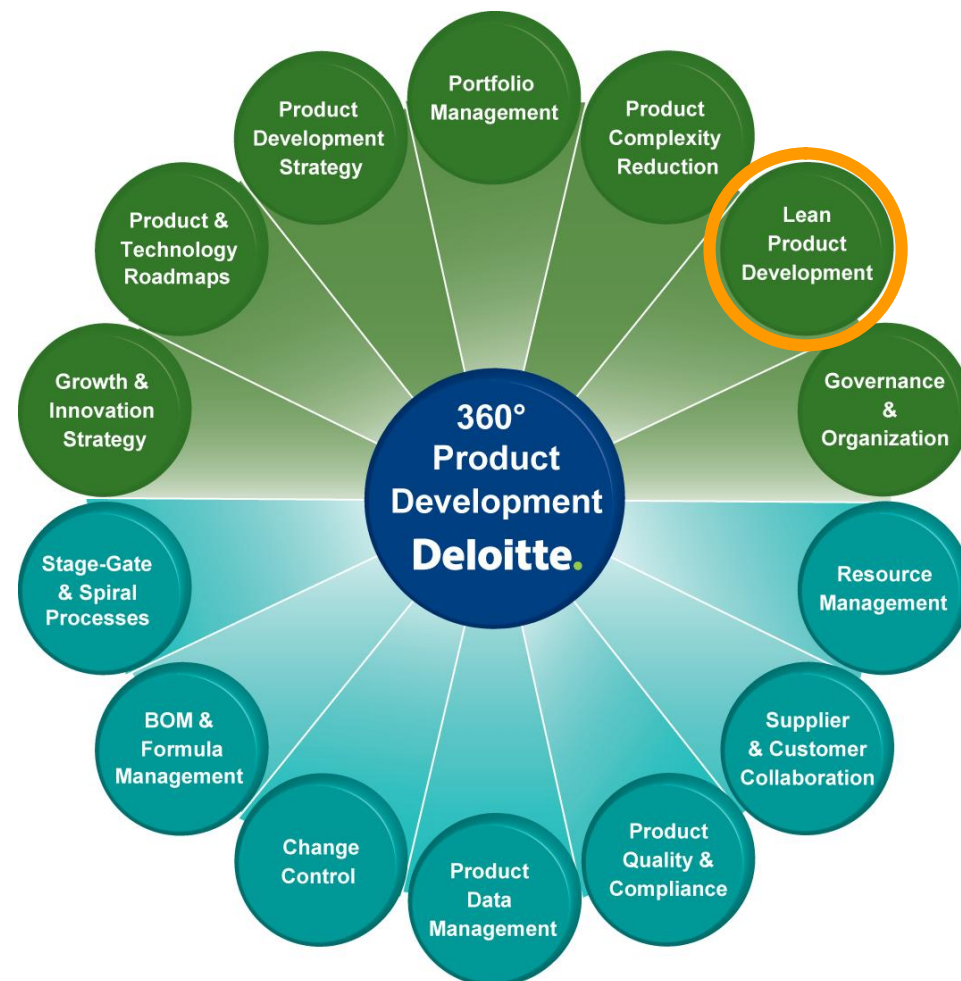 Portfolio
Management
Product
Complexity
Reduction
Lean
Product
Development
Governance
&
Organization
Resource
Management
Supplier
& Customer
Collaboration
Product
Quality &
Compliance
Product
Data
Management
Change
Control
BOM &
Formula
Management
Stage-Gate
& Spiral
Processes
Growth &
Innovation
Strategy
Product &
Technology
Roadmaps
Product
Development
Strategy
360°
Product
Development
Deloitte.